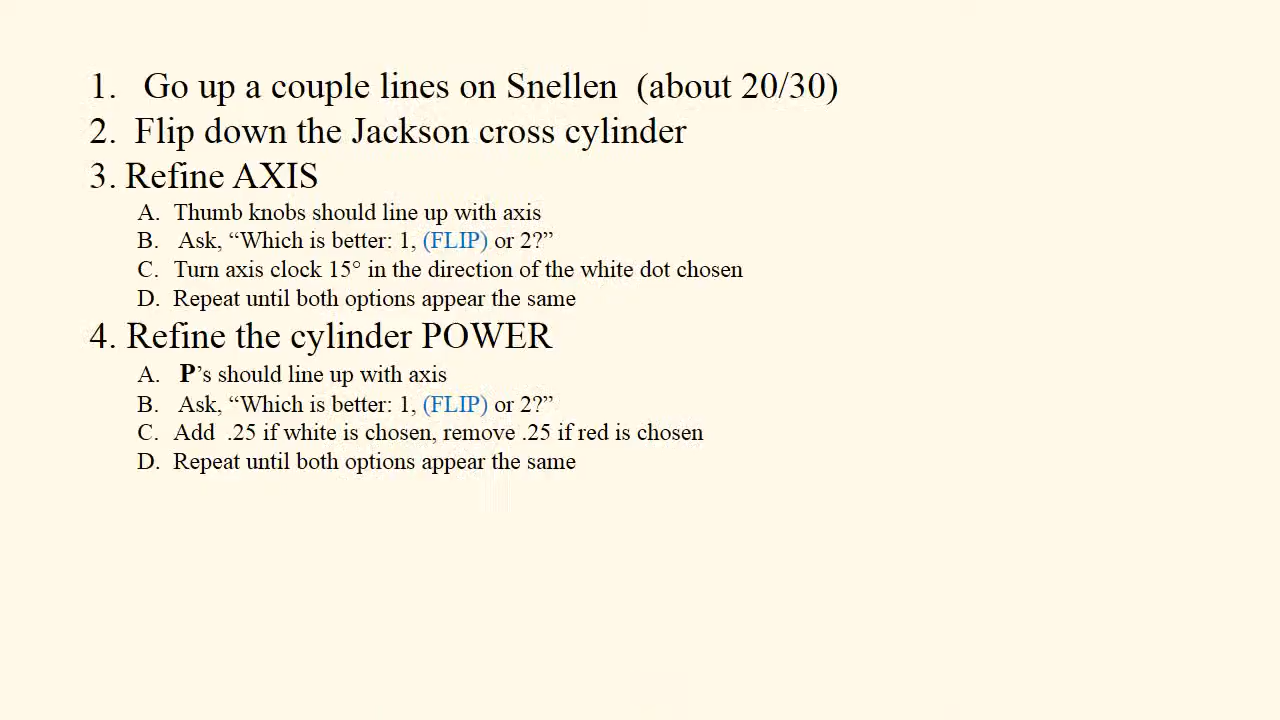 1. Go up a couple lines on Snellen (about 20/30)
2. Flip down the Jackson cross cylinder
3. Refine AXIS
A. Thumb knobs should line up with axis
B. Ask, “Which is better: 1, (FLIP) or 2?”
C. Turn axis clock 15° in the direction of the white dot chosen
D. Repeat until both options appear the same
4. Refine the cylinder POWER
A. P’s should line up with axis
B. Ask, “Which is better: 1, (FLIP) or 2?”
C. Add .25 if white is chosen, remove .25 if red is chosen
D. Repeat until both options appear the same